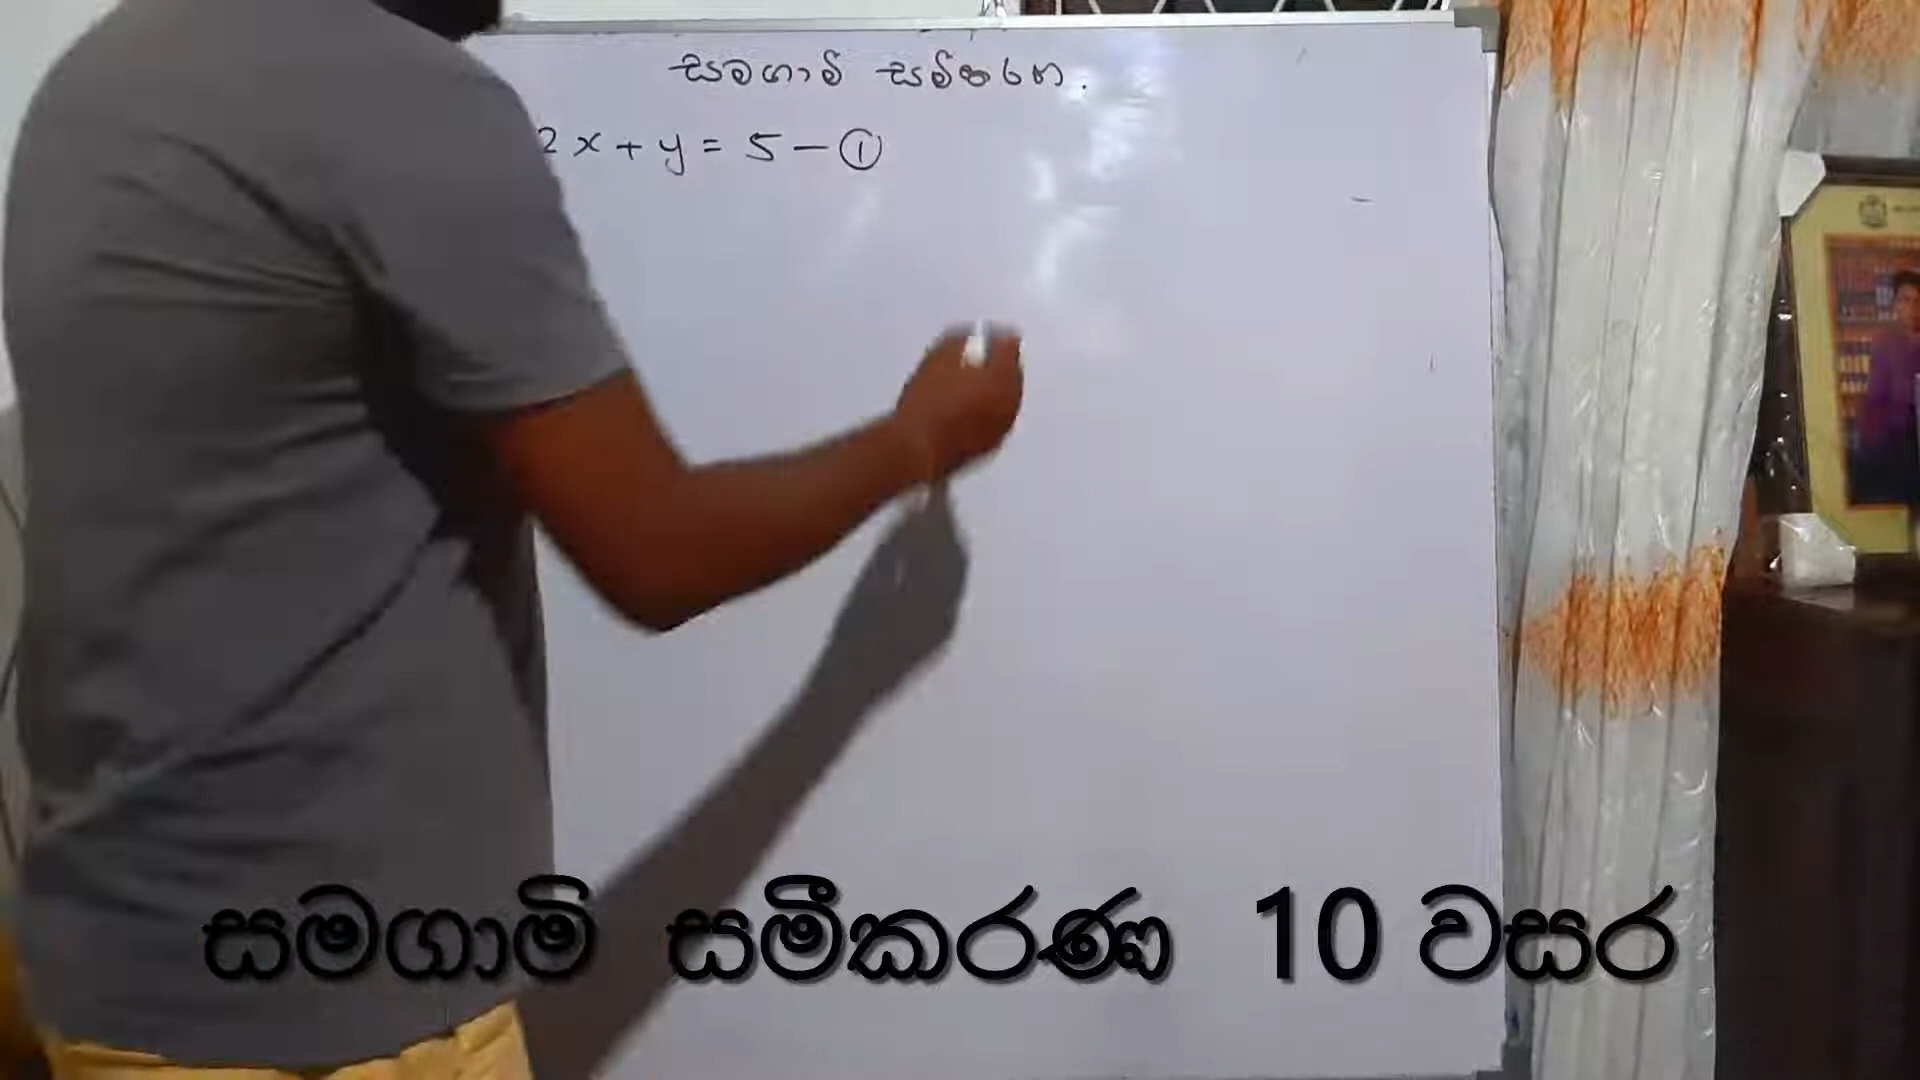 සමගාමී සමීකරණ.
2x + y = 5 — ①
සමගාමි සමීකරණ 10 වසර